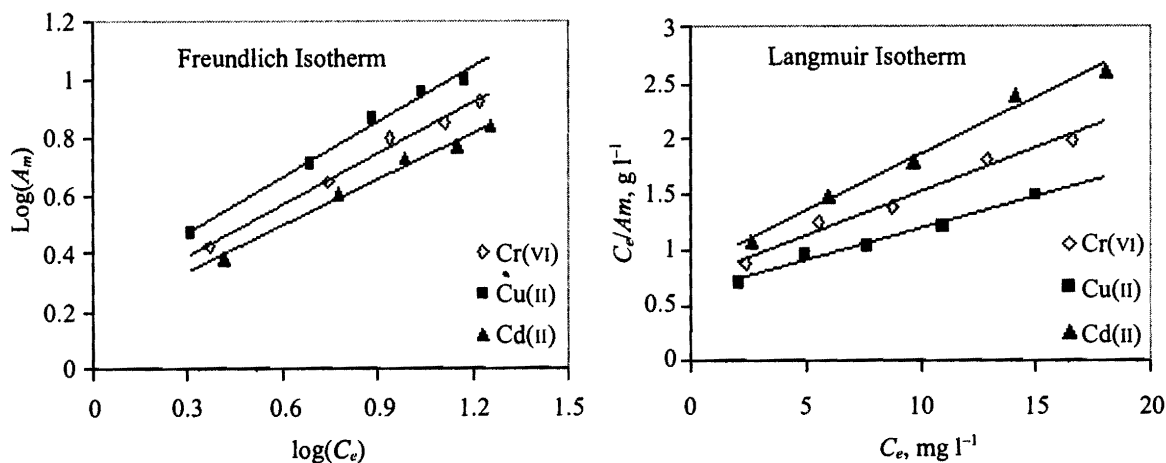 Freundlich Isotherm
Log(Am)
1.2
1
0.8
0.6
0.4
0.2
0
0
0.3
0.6
0.9
1.2
1.5
log(Ce)
Cr(VI)
Cu(II)
Cd(II)
Langmuir Isotherm
Ce/Am, g l⁻¹
3
2.5
2
1.5
1
0.5
0
0
5
10
15
20
Ce, mg l⁻¹
Cr(VI)
Cu(II)
Cd(II)